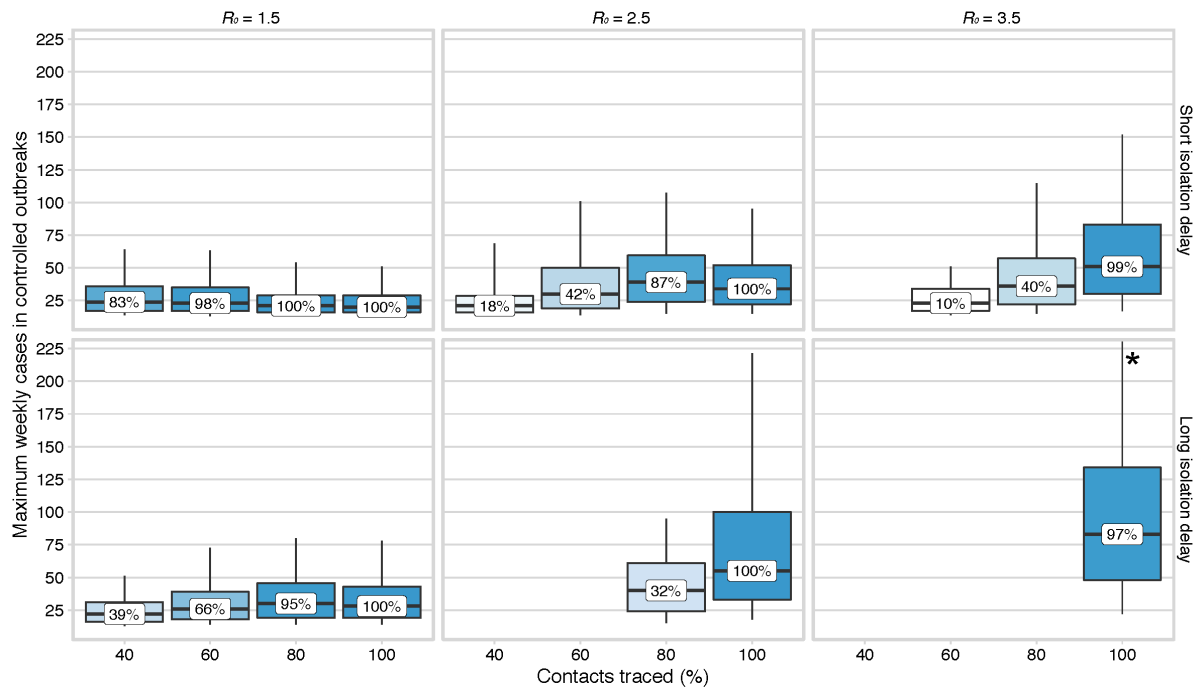 R₀ = 1.5 R₀ = 2.5 R₀ = 3.5
Maximum weekly cases in controlled outbreaks
225
200
175
150
125
100
75
50
25
83% 98% 100% 100%
18% 42% 87% 100%
10% 40% 99%
Short isolation delay
225
200
175
150
125
100
75
50
25
39% 66% 95% 100%
32% 100%
97%
*
Long isolation delay
40 60 80 100 40 60 80 100 40 60 80 100
Contacts traced (%)